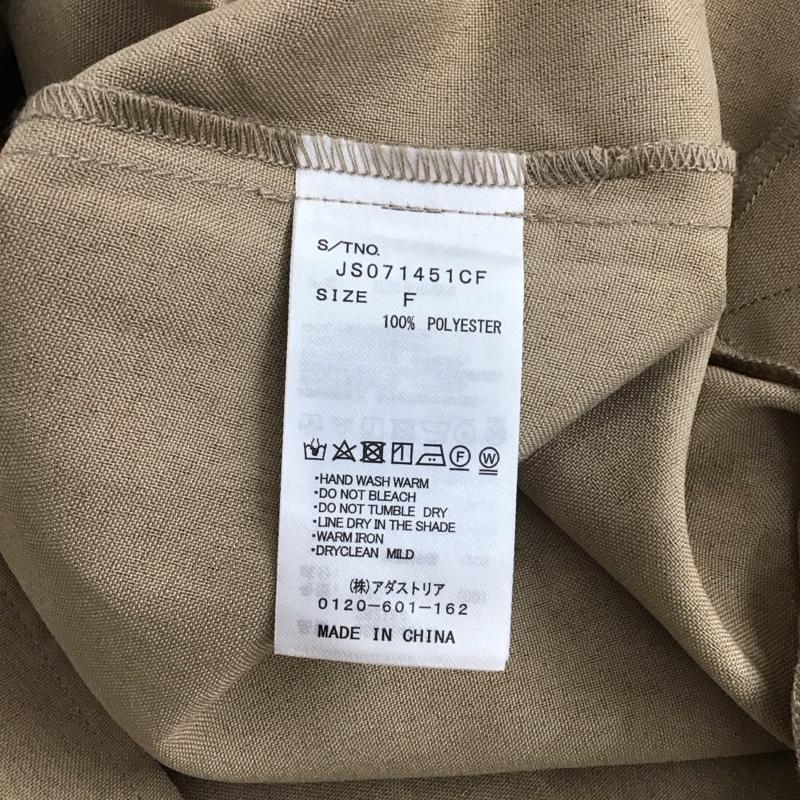 S/TNO.
JS071451CF
SIZE F
100% POLYESTER
・HAND WASH WARM
・DO NOT BLEACH
・DO NOT TUMBLE DRY
・LINE DRY IN THE SHADE
・WARM IRON
・DRYCLEAN MILD
(株)アダストリア
0120-601-162
MADE IN CHINA